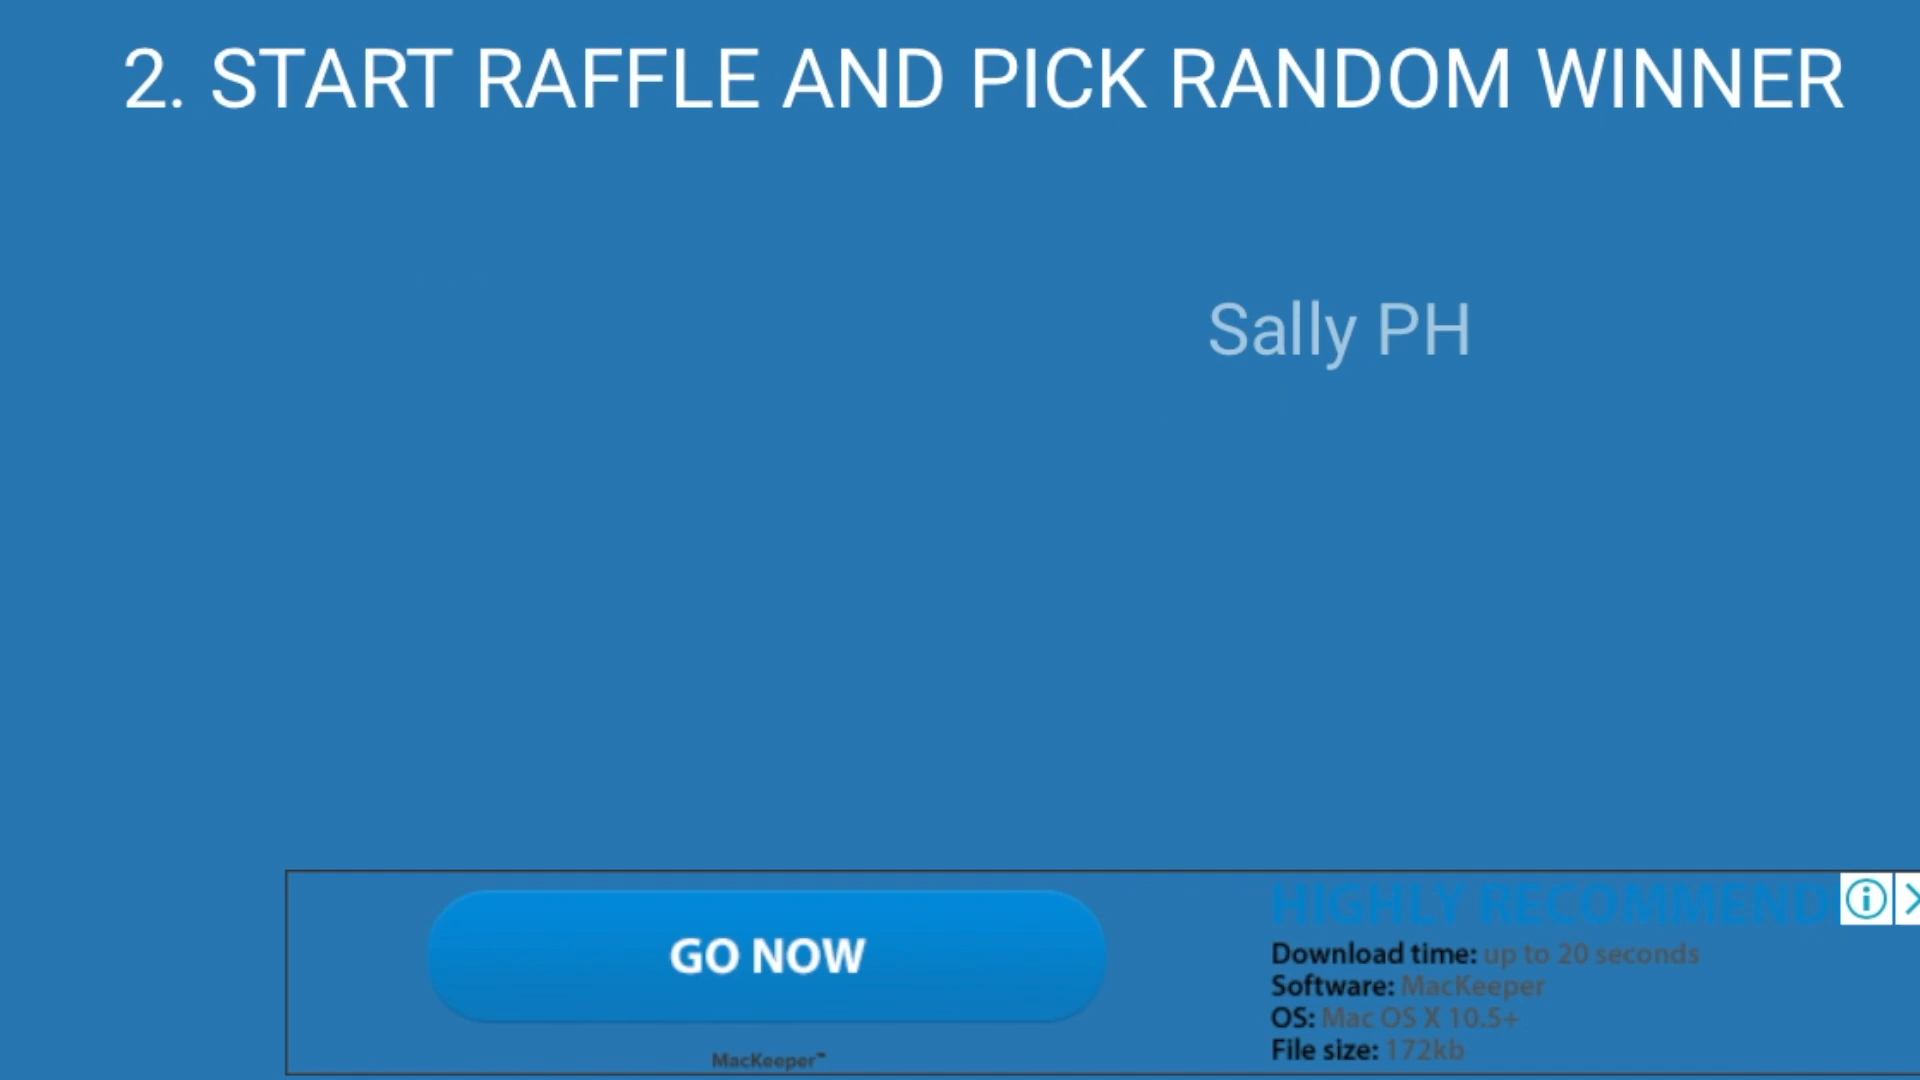 2. START RAFFLE AND PICK RANDOM WINNER
Sally PH
GO NOW
MacKeeper™
HIGHLY RECOMMEND
Download time: up to 20 seconds
Software: MacKeeper
OS: Mac OS X 10.5+
File size: 172kb